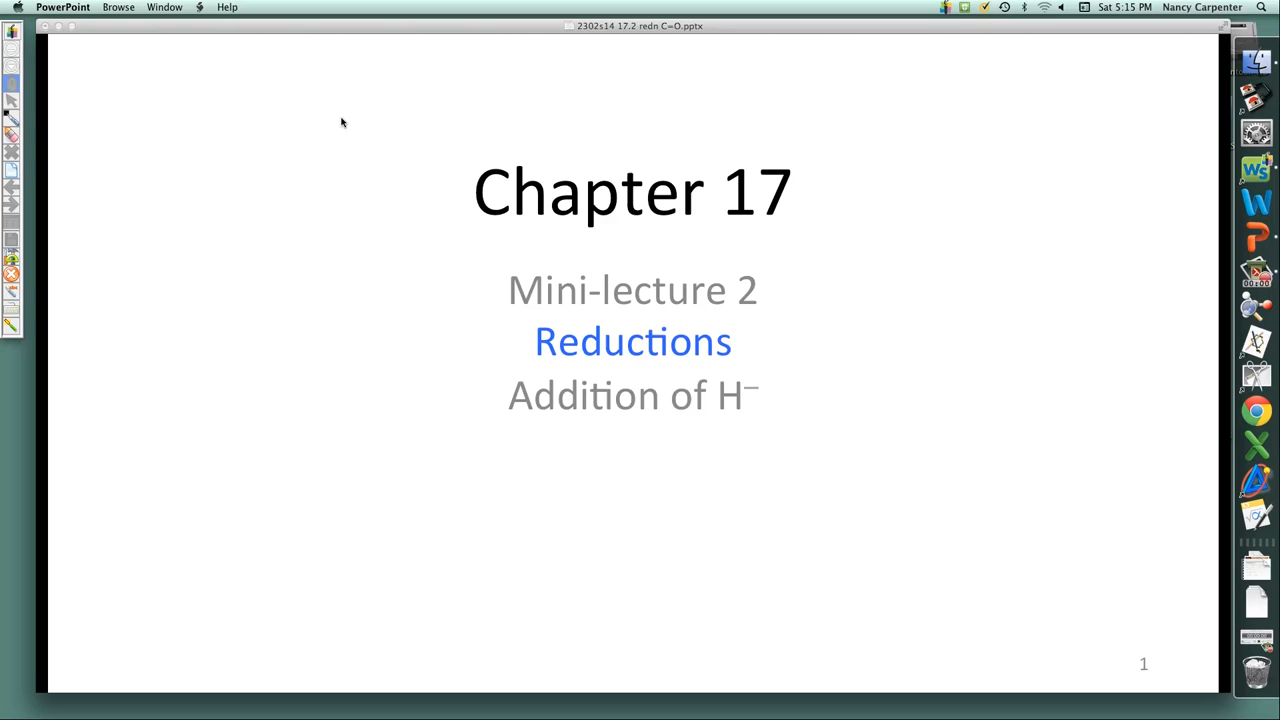 PowerPoint Browse Window Help
Sat 5:15 PM Nancy Carpenter
2302s14 17.2 redn C=O.pptx
Chapter 17
Mini-lecture 2
Reductions
Addition of H⁻
1